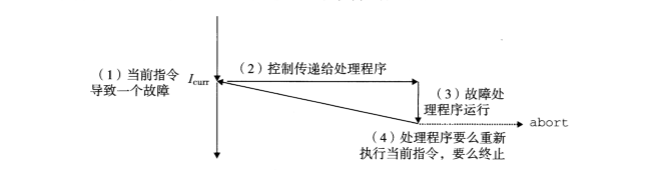 （1）当前指令
导致一个故障
Icurr
（2）控制传递给处理程序
（3）故障处
理程序运行
abort
（4）处理程序要么重新
执行当前指令，要么终止